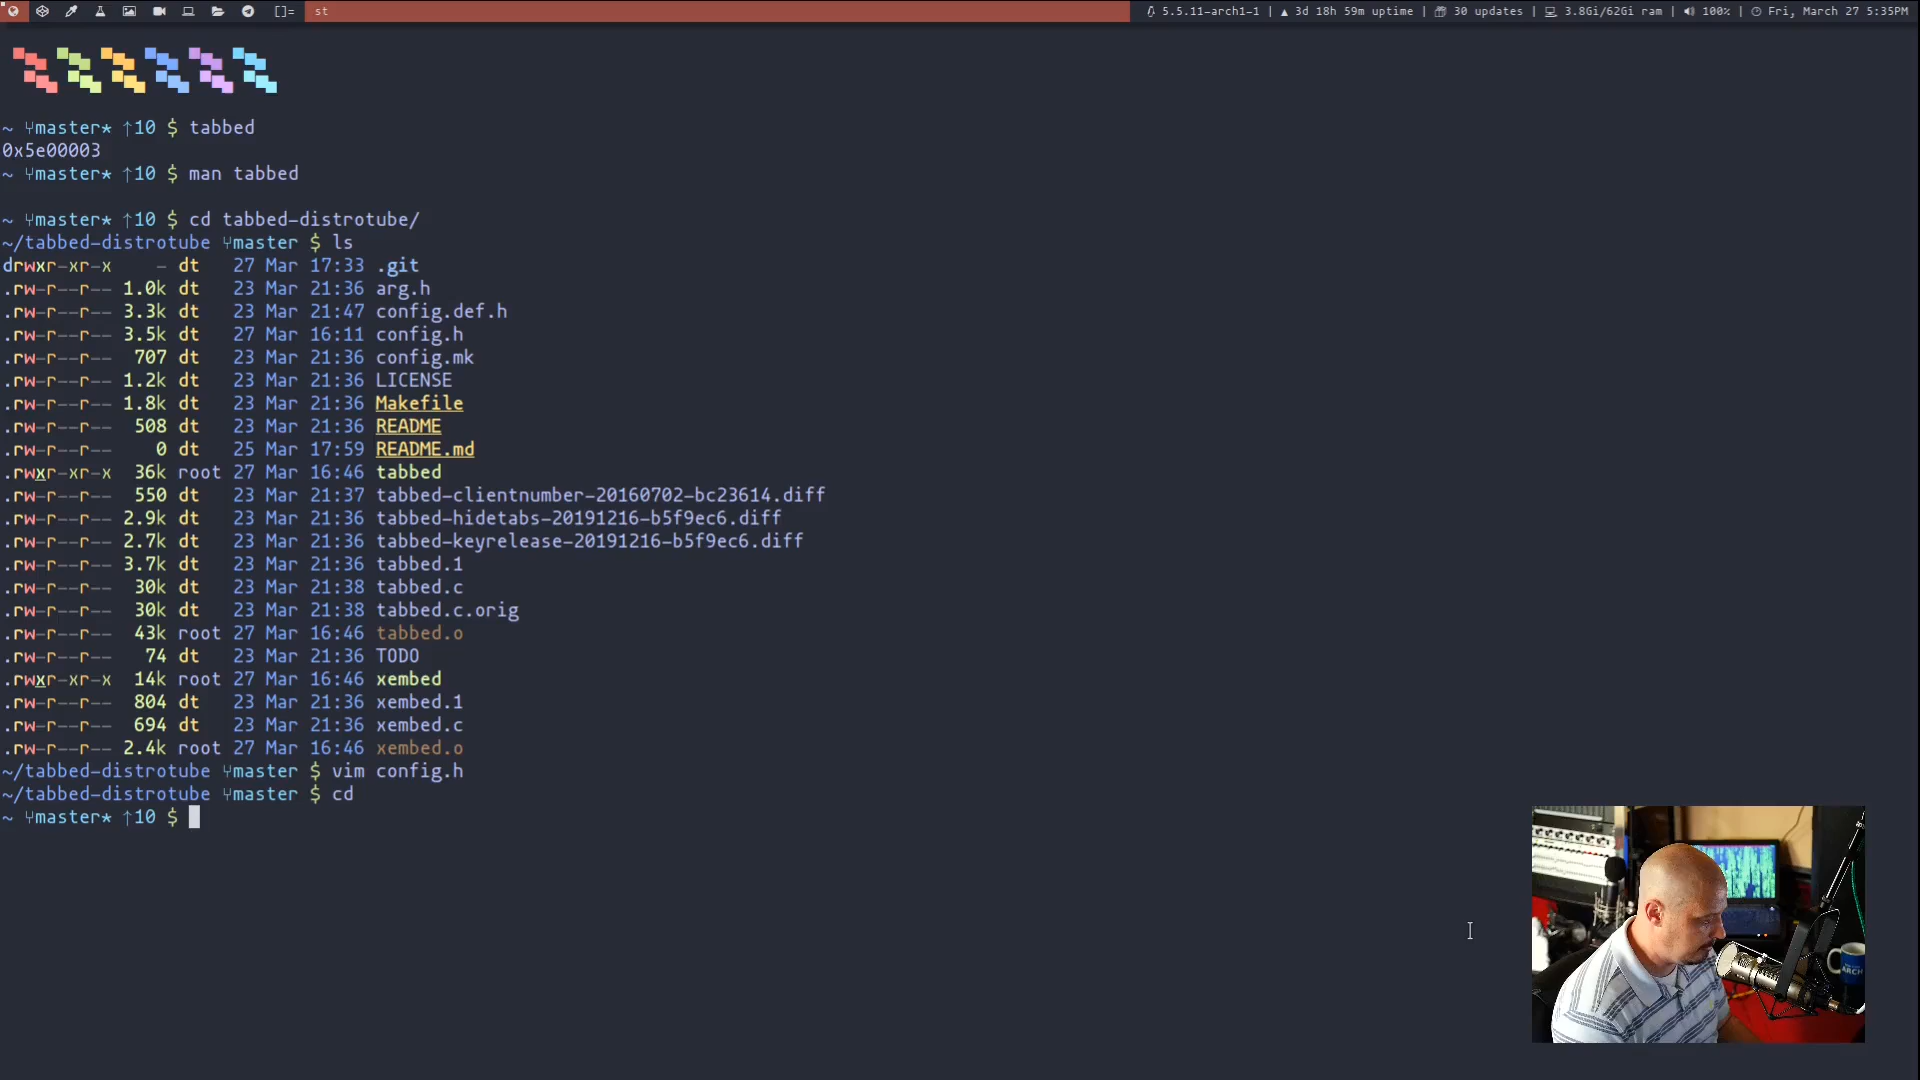 []= st 5.5.11-arch1-1 | ▲ 3d 18h 59m uptime | 30 updates | 3.8Gi/62Gi ram | 100% | Fri, March 27 5:35PM
~ master* ↑10 $ tabbed
0x5e00003
~ master* ↑10 $ man tabbed
~ master* ↑10 $ cd tabbed-distrotube/
~/tabbed-distrotube master $ ls
drwxr-xr-x - dt 27 Mar 17:33 .git
.rw-r--r-- 1.0k dt 23 Mar 21:36 arg.h
.rw-r--r-- 3.3k dt 23 Mar 21:47 config.def.h
.rw-r--r-- 3.5k dt 27 Mar 16:11 config.h
.rw-r--r-- 707 dt 23 Mar 21:36 config.mk
.rw-r--r-- 1.2k dt 23 Mar 21:36 LICENSE
.rw-r--r-- 1.8k dt 23 Mar 21:36 Makefile
.rw-r--r-- 508 dt 23 Mar 21:36 README
.rw-r--r-- 0 dt 25 Mar 17:59 README.md
.rwxr-xr-x 36k root 27 Mar 16:46 tabbed
.rw-r--r-- 550 dt 23 Mar 21:37 tabbed-clientnumber-20160702-bc23614.diff
.rw-r--r-- 2.9k dt 23 Mar 21:36 tabbed-hidetabs-20191216-b5f9ec6.diff
.rw-r--r-- 2.7k dt 23 Mar 21:36 tabbed-keyrelease-20191216-b5f9ec6.diff
.rw-r--r-- 3.7k dt 23 Mar 21:36 tabbed.1
.rw-r--r-- 30k dt 23 Mar 21:38 tabbed.c
.rw-r--r-- 30k dt 23 Mar 21:38 tabbed.c.orig
.rw-r--r-- 43k root 27 Mar 16:46 tabbed.o
.rw-r--r-- 74 dt 23 Mar 21:36 TODO
.rwxr-xr-x 14k root 27 Mar 16:46 xembed
.rw-r--r-- 804 dt 23 Mar 21:36 xembed.1
.rw-r--r-- 694 dt 23 Mar 21:36 xembed.c
.rw-r--r-- 2.4k root 27 Mar 16:46 xembed.o
~/tabbed-distrotube master $ vim config.h
~/tabbed-distrotube master $ cd
~ master* ↑10 $
ARCH